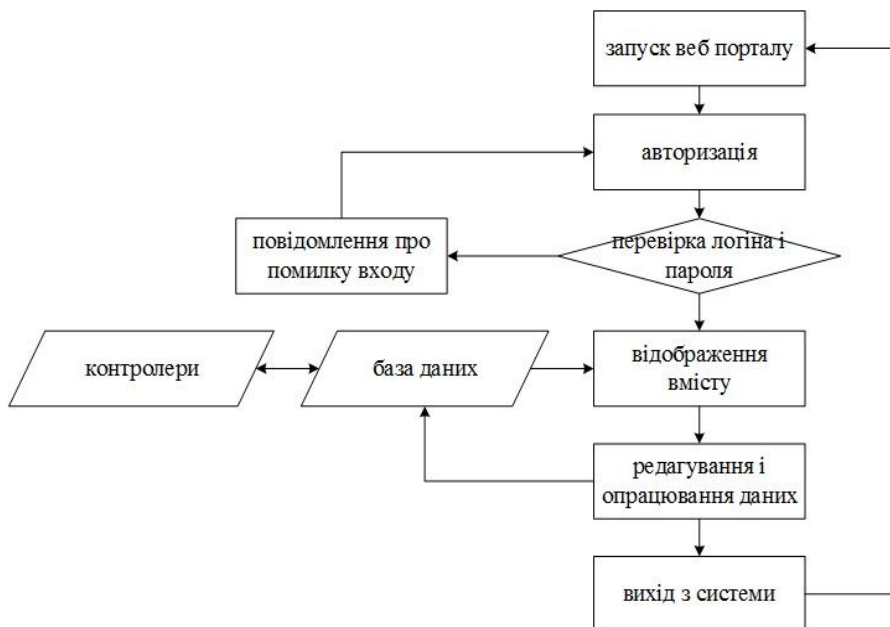 запуск веб порталу
авторизація
повідомлення про
помилку входу
перевірка логіна і
пароля
контролери
база даних
відображення
вмісту
редагування і
опрацювання даних
вихід з системи